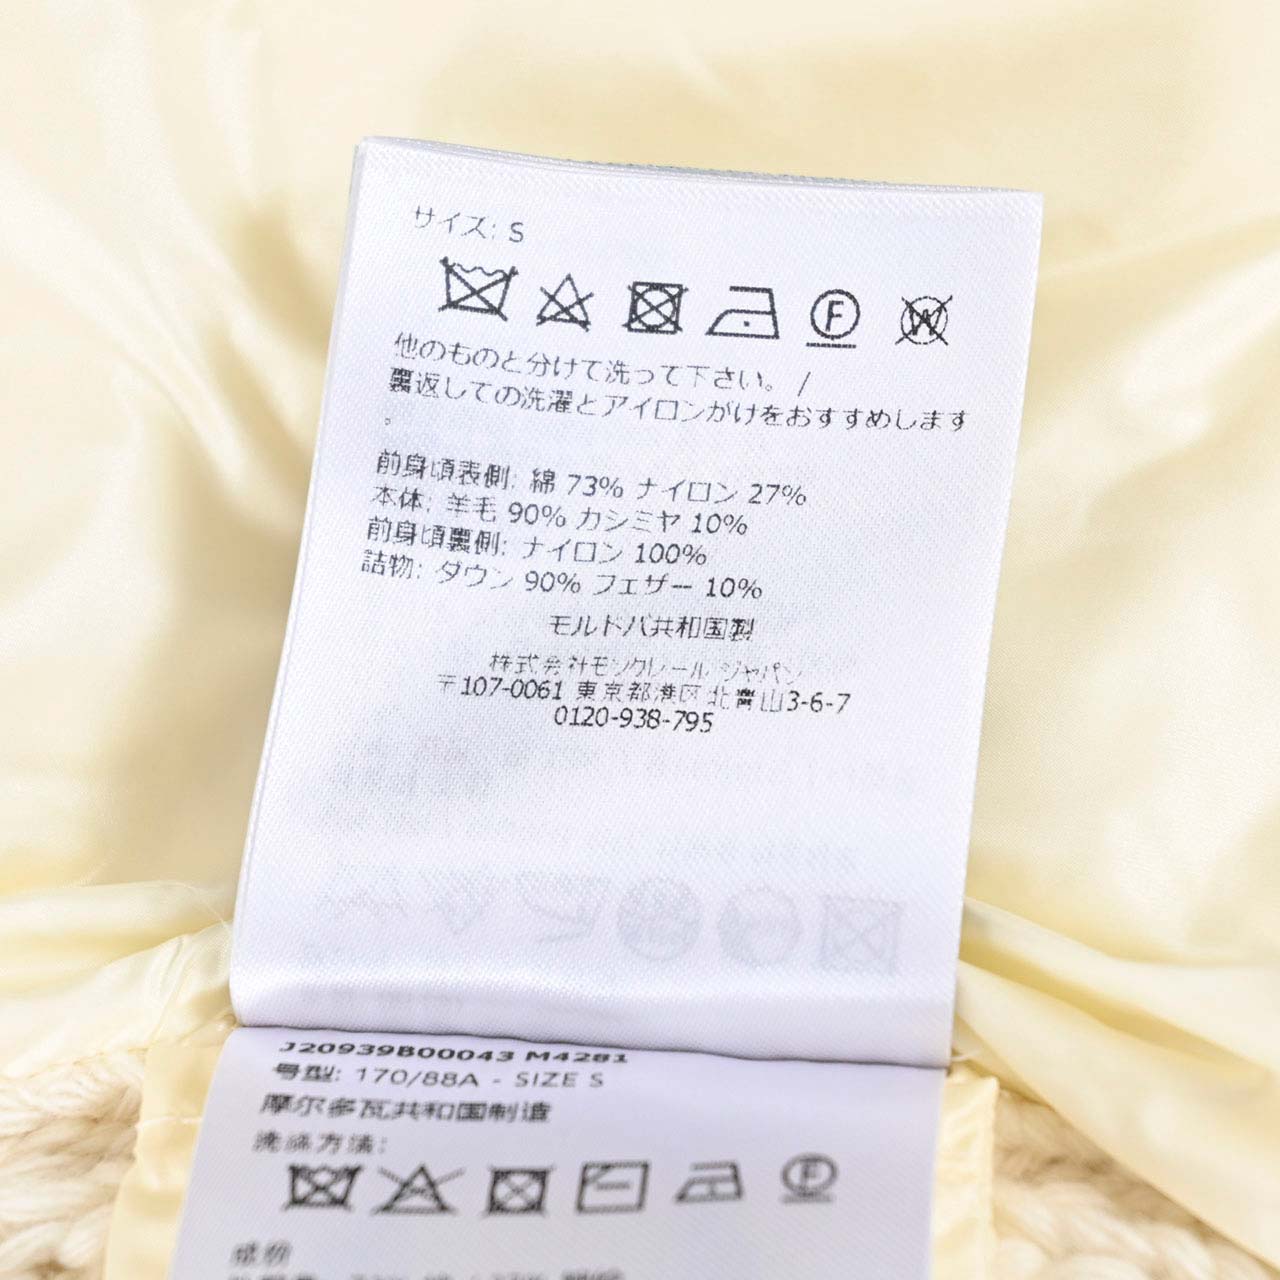 サイズ: S
F
W
他のものと分けて洗って下さい。 /
裏返しての洗濯とアイロンがけをおすすめします
。
前身頃表側: 綿 73% ナイロン 27%
本体: 羊毛 90% カシミヤ 10%
前身頃裏側: ナイロン 100%
詰物: ダウン 90% フェザー 10%
モルドバ共和国製
株式会社モンクレール ジャパン
〒107-0061 東京都港区北青山3-6-7
0120-938-795
J20939B00043 M4281
号型: 170/88A - SIZE S
摩尔多瓦共和国制造
洗涤方法:
F
成份